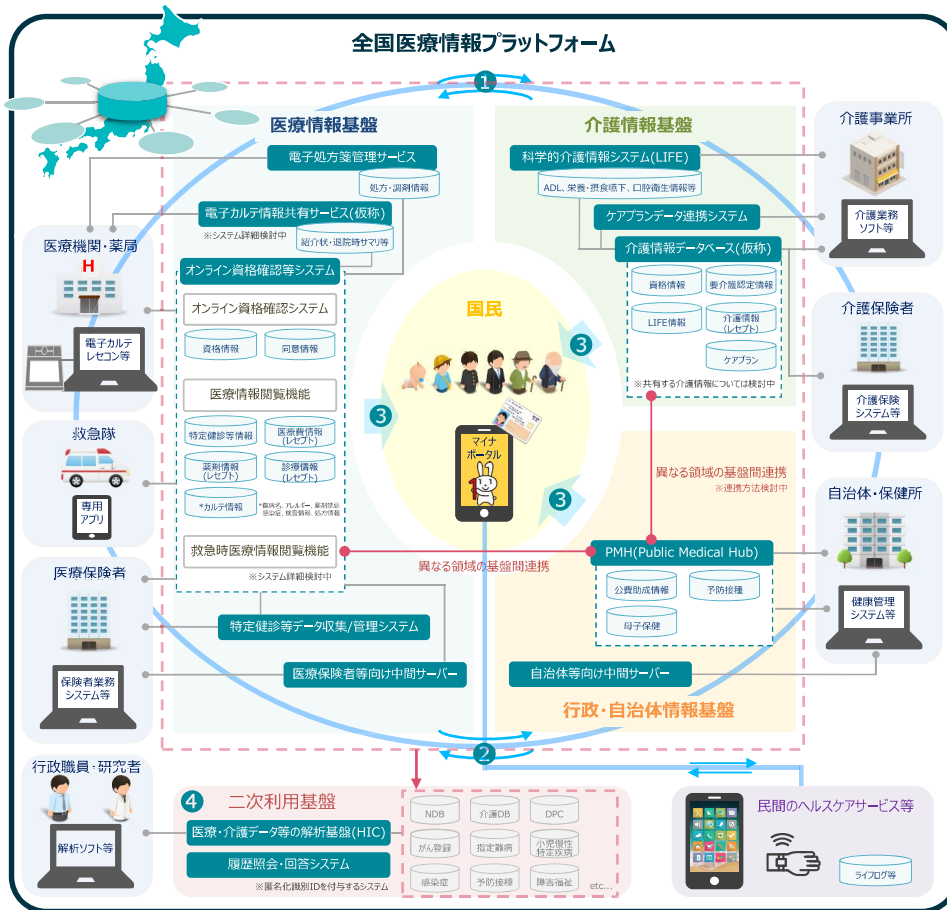 全国医療情報プラットフォーム
❶
医療情報基盤
電子処方箋管理サービス
処方・調剤情報
電子カルテ情報共有サービス(仮称)
※システム詳細検討中
紹介状・退院時サマリ等
オンライン資格確認等システム
オンライン資格確認システム
資格情報
同意情報
医療情報閲覧機能
特定健診等情報
医療費情報
(レセプト)
薬剤情報
(レセプト)
診療情報
(レセプト)
*カルテ情報
*傷病名、アレルギー、薬剤禁忌
感染症、検査情報、処方情報
救急時医療情報閲覧機能
※システム詳細検討中
特定健診等データ収集/管理システム
医療保険者等向け中間サーバー
介護情報基盤
科学的介護情報システム(LIFE)
ADL、栄養・摂食嚥下、口腔衛生情報等
ケアプランデータ連携システム
介護情報データベース(仮称)
資格情報
要介護認定情報
LIFE情報
介護情報
(レセプト)
ケアプラン
※共有する介護情報については検討中
国民
❸
❸
❸
マイナ
ポータル
異なる領域の基盤間連携
※連携方法検討中
異なる領域の基盤間連携
PMH(Public Medical Hub)
公費助成情報
予防接種
母子保健
自治体等向け中間サーバー
行政・自治体情報基盤
❷
医療機関・薬局
H
電子カルテ
レセコン等
救急隊
専用
アプリ
医療保険者
保険者業務
システム等
行政職員・研究者
解析ソフト等
介護事業所
介護業務
ソフト等
介護保険者
介護保険
システム等
自治体・保健所
健康管理
システム等
❹ 二次利用基盤
医療・介護データ等の解析基盤(HIC)
履歴照会・回答システム
※匿名化識別IDを付与するシステム
NDB
介護DB
DPC
がん登録
指定難病
小児慢性
特定疾病
感染症
予防接種
障害福祉
etc...
民間のヘルスケアサービス等
ライフログ等